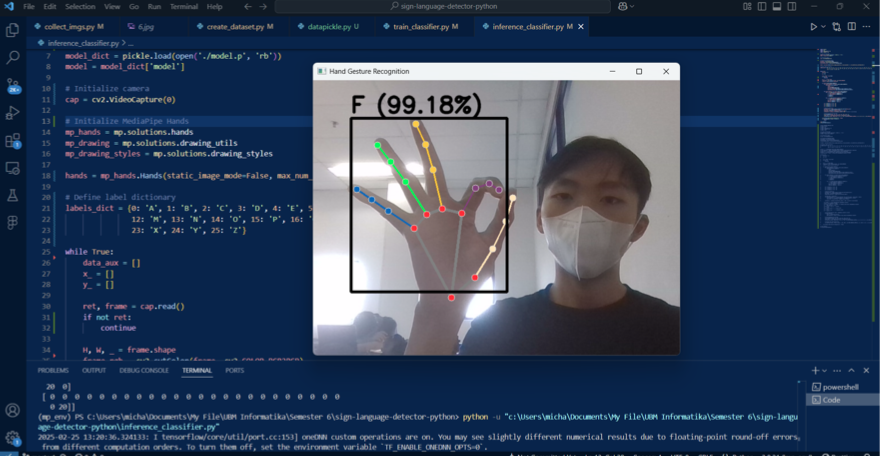 File Edit Selection View Go Run Terminal Help
sign-language-detector-python
collect_imgs.py M
6.jpg
create_dataset.py M
datapickle.py U
train_classifier.py M
inference_classifier.py M
inference_classifier.py > ...
7 model_dict = pickle.load(open('./model.p', 'rb'))
8 model = model_dict['model']
9
10 # Initialize camera
11 cap = cv2.VideoCapture(0)
12
13 # Initialize MediaPipe Hands
14 mp_hands = mp.solutions.hands
15 mp_drawing = mp.solutions.drawing_utils
16 mp_drawing_styles = mp.solutions.drawing_styles
17
18 hands = mp_hands.Hands(static_image_mode=False, max_num_
19
20 # Define label dictionary
21 labels_dict = {0: 'A', 1: 'B', 2: 'C', 3: 'D', 4: 'E',
22 12: 'M', 13: 'N', 14: 'O', 15: 'P', 16:
23 23: 'X', 24: 'Y', 25: 'Z'}
24
25 while True:
26 data_aux = []
27 x_ = []
28 y_ = []
29
30 ret, frame = cap.read()
31 if not ret:
32 continue
33
34 H, W, _ = frame.shape
Hand Gesture Recognition
F (99.18%)
PROBLEMS OUTPUT DEBUG CONSOLE TERMINAL PORTS
powershell
Code
20 0]
[ 0 0 0 0 0 0 0 0 0 0 0 0 0 0 0 0 0 0 0 0 0 0 0 0
0 20]]
(mp_env) PS C:\Users\micha\Documents\My File\UBM Informatika\Semester 6\sign-language-detector-python> python -u "c:\Users\micha\Documents\My File\UBM Informatika\Semester 6\sign-langu
age-detector-python\inference_classifier.py"
2025-02-25 13:20:36.324133: I tensorflow/core/util/port.cc:153] oneDNN custom operations are on. You may see slightly different numerical results due to floating-point round-off errors
from different computation orders. To turn them off, set the environment variable `TF_ENABLE_ONEDNN_OPTS=0`.